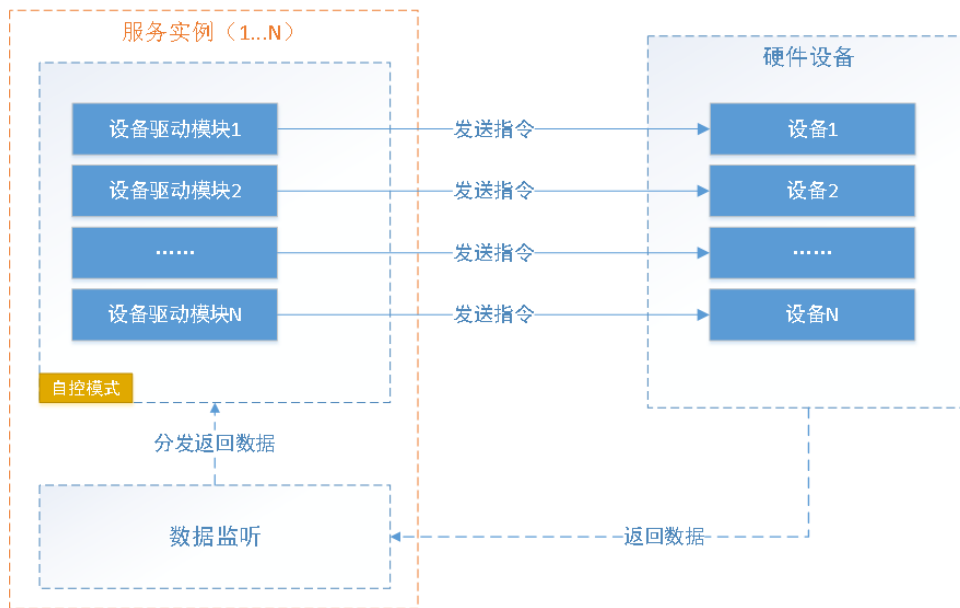 服务实例（1...N）
硬件设备
设备驱动模块1
发送指令
设备1
设备驱动模块2
发送指令
设备2
……
发送指令
……
设备驱动模块N
发送指令
设备N
自控模式
分发返回数据
数据监听
返回数据